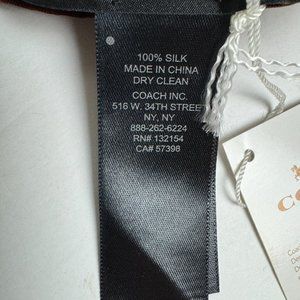 100% SILK
MADE IN CHINA
DRY CLEAN
COACH INC.
516 W. 34TH STREET
NY, NY
888-262-6224
RN# 132154
CA# 57398